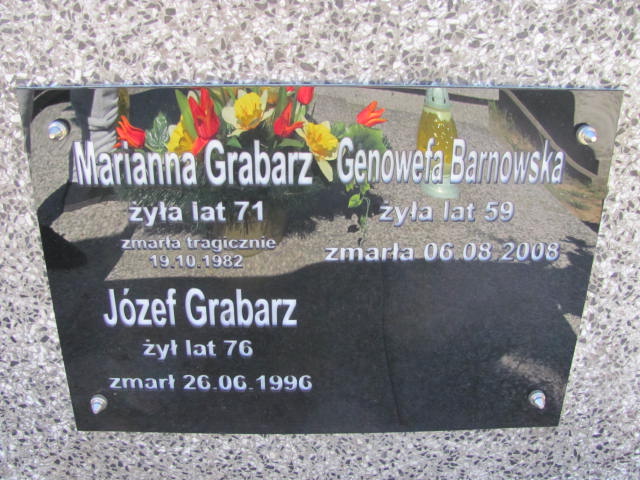 Marianna Grabarz
żyła lat 71
zmarła tragicznie
19.10.1982
Genowefa Barnowska
żyła lat 59
zmarła 06.08.2008
Józef Grabarz
żył lat 76
zmarł 26.06.1996